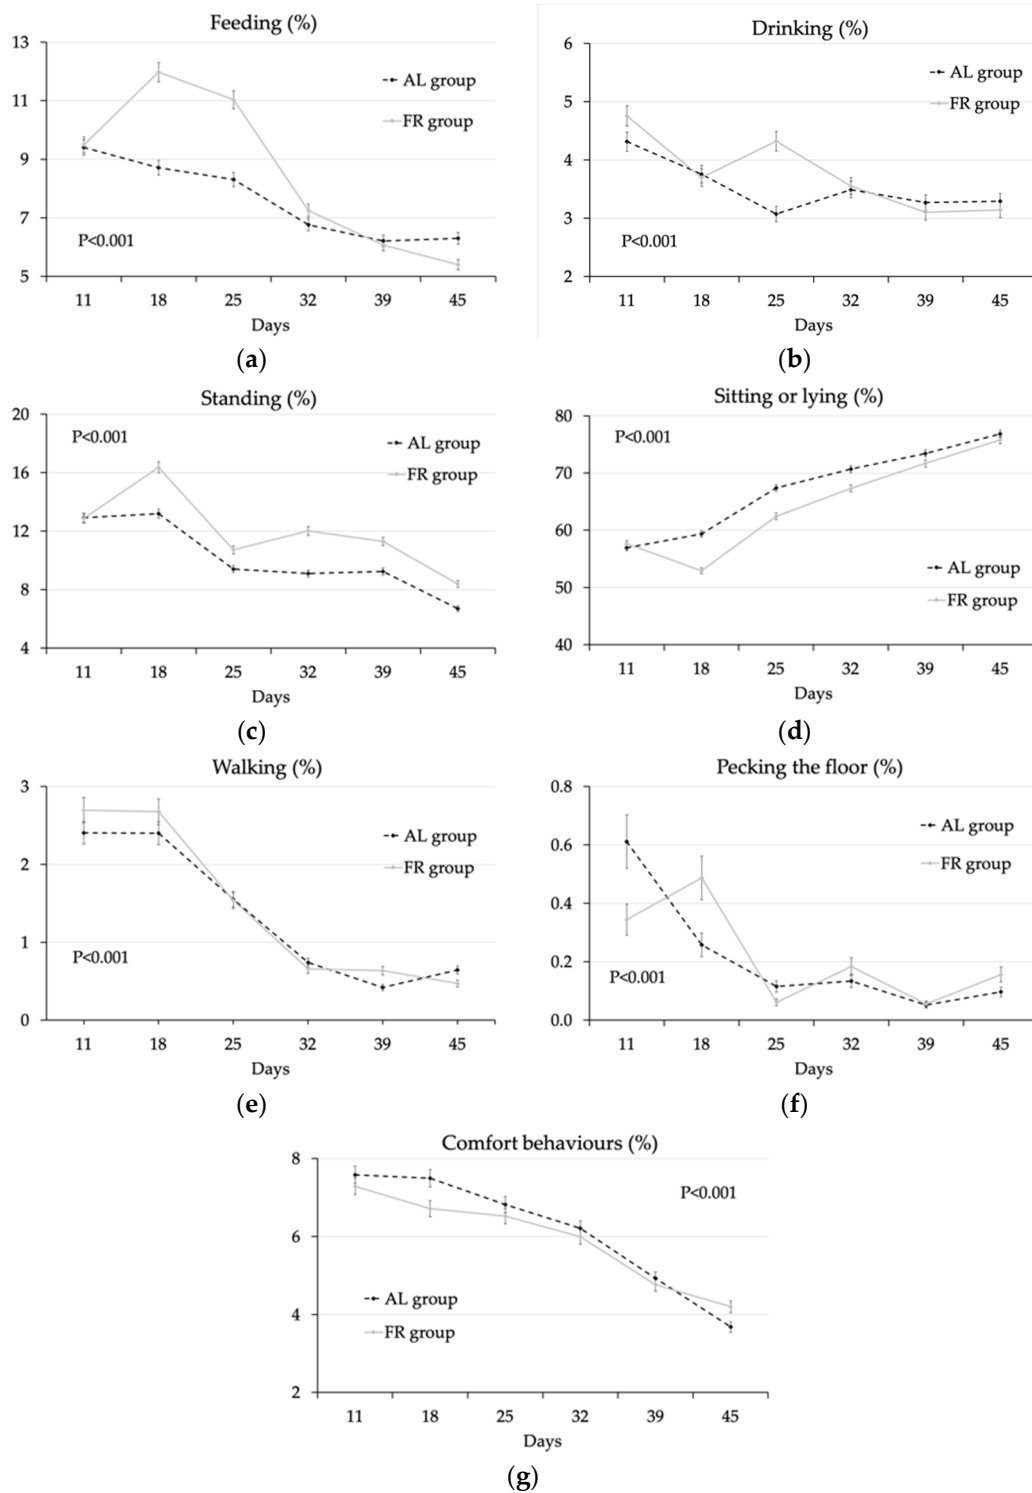 Feeding (%)
13
11
9
7
5
AL group
FR group
P<0.001
11 18 25 32 39 45
Days
(a)
Drinking (%)
6
5
4
3
2
AL group
FR group
P<0.001
11 18 25 32 39 45
Days
(b)
Standing (%)
20
16
12
8
4
P<0.001
AL group
FR group
11 18 25 32 39 45
Days
(c)
Sitting or lying (%)
80
70
60
50
40
P<0.001
AL group
FR group
11 18 25 32 39 45
Days
(d)
Walking (%)
3
2
1
0
AL group
FR group
P<0.001
11 18 25 32 39 45
Days
(e)
Pecking the floor (%)
0.8
0.6
0.4
0.2
0.0
AL group
FR group
P<0.001
11 18 25 32 39 45
Days
(f)
Comfort behaviours (%)
8
6
4
2
P<0.001
AL group
FR group
11 18 25 32 39 45
Days
(g)